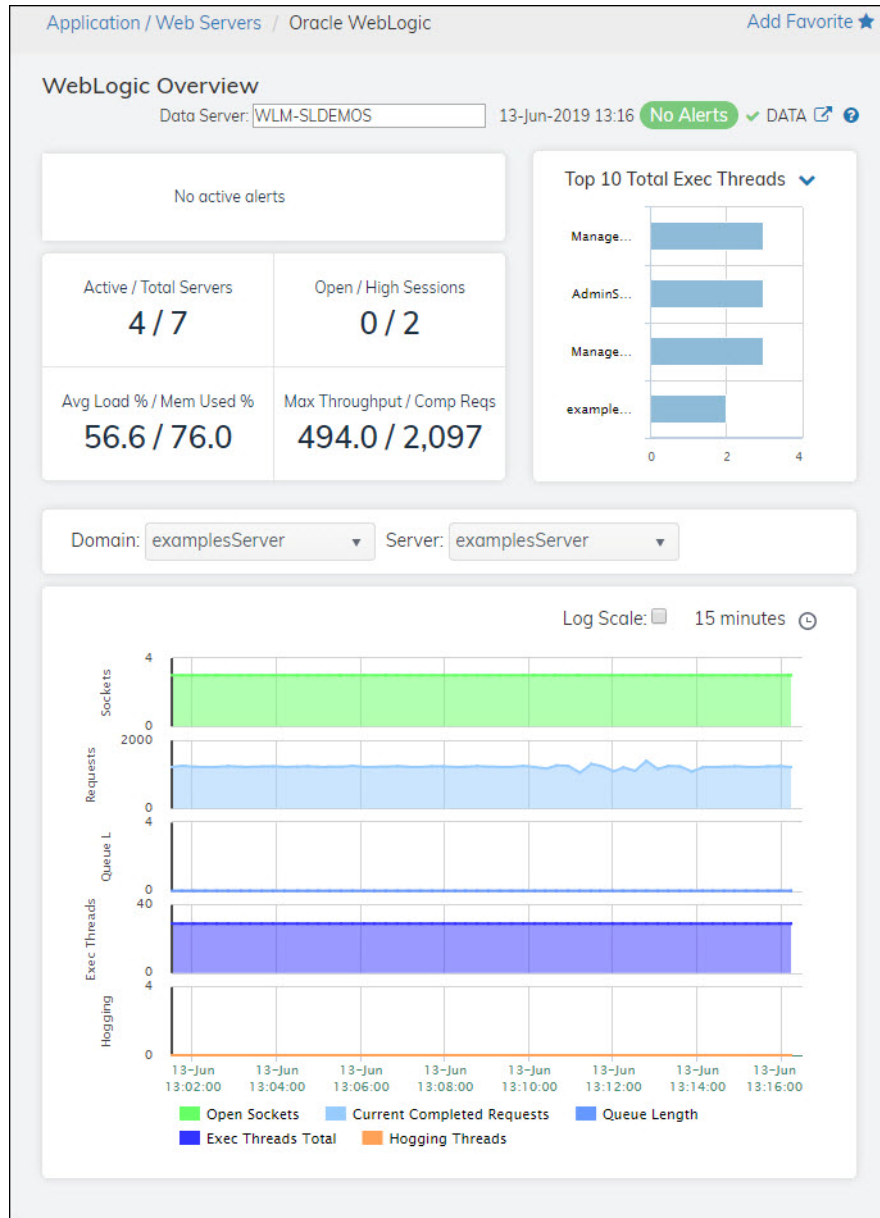 Application / Web Servers / Oracle WebLogic Add Favorite
WebLogic Overview
Data Server: WLM-SLDEMOS 13-Jun-2019 13:16 No Alerts DATA
No active alerts
Active / Total Servers
4 / 7
Open / High Sessions
0 / 2
Avg Load % / Mem Used %
56.6 / 76.0
Max Throughput / Comp Reqs
494.0 / 2,097
Top 10 Total Exec Threads
Manage...
AdminS...
Manage...
example...
0 2 4
Domain: examplesServer Server: examplesServer
Log Scale: 15 minutes
Sockets
4
0
Requests
2000
0
Queue L
4
0
Exec Threads
40
0
Hogging
4
0
13-Jun 13-Jun 13-Jun 13-Jun 13-Jun 13-Jun 13-Jun 13-Jun
13:02:00 13:04:00 13:06:00 13:08:00 13:10:00 13:12:00 13:14:00 13:16:00
Open Sockets Current Completed Requests Queue Length
Exec Threads Total Hogging Threads